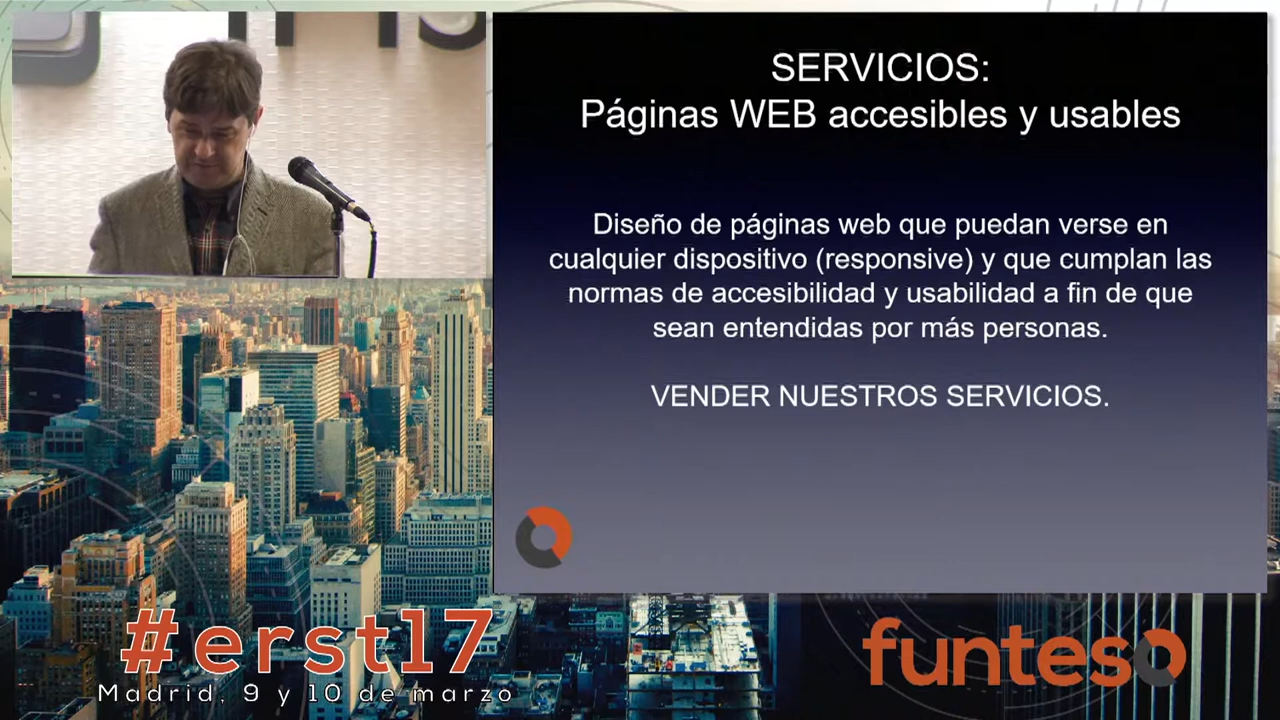 SERVICIOS:
Páginas WEB accesibles y usables
Diseño de páginas web que puedan verse en
cualquier dispositivo (responsive) y que cumplan las
normas de accesibilidad y usabilidad a fin de que
sean entendidas por más personas.
VENDER NUESTROS SERVICIOS.
#erst17
Madrid, 9 y 10 de marzo
funteso